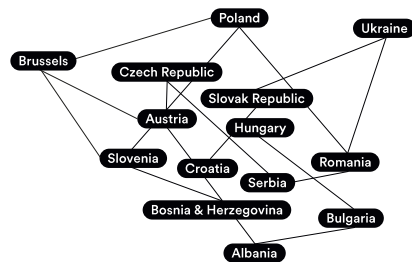 Poland
Ukraine
Brussels
Czech Republic
Slovak Republic
Austria
Hungary
Slovenia
Croatia
Romania
Serbia
Bosnia & Herzegovina
Bulgaria
Albania